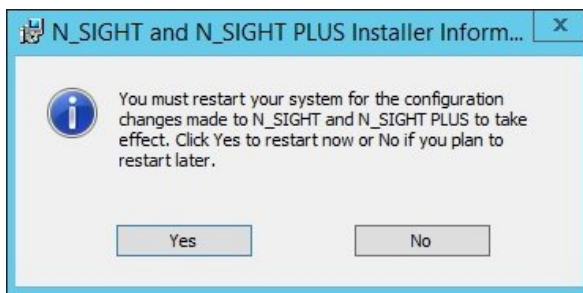 N_SIGHT and N_SIGHT PLUS Installer Inform... x
You must restart your system for the configuration
changes made to N_SIGHT and N_SIGHT PLUS to take
effect. Click Yes to restart now or No if you plan to
restart later.
Yes No